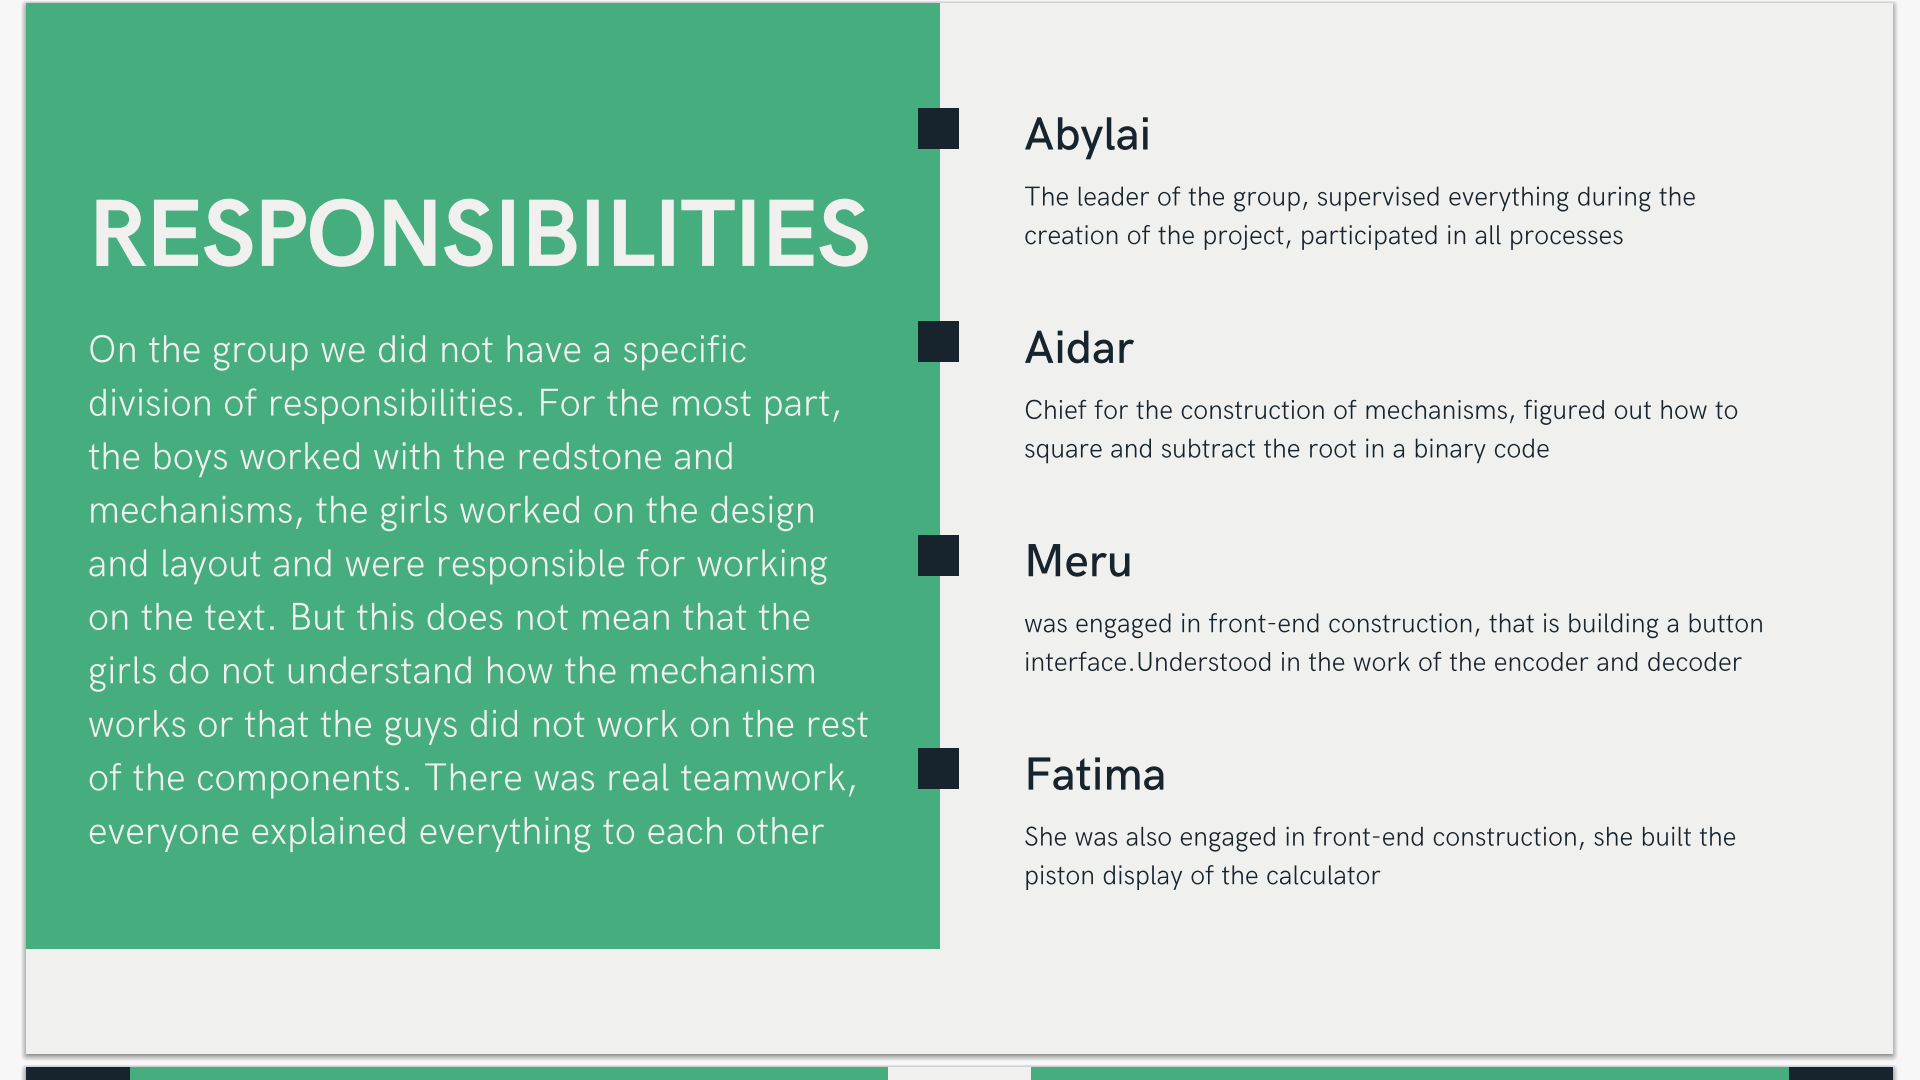 RESPONSIBILITIES
On the group we did not have a specific
division of responsibilities. For the most part,
the boys worked with the redstone and
mechanisms, the girls worked on the design
and layout and were responsible for working
on the text. But this does not mean that the
girls do not understand how the mechanism
works or that the guys did not work on the rest
of the components. There was real teamwork,
everyone explained everything to each other
Abylai
The leader of the group, supervised everything during the
creation of the project, participated in all processes
Aidar
Chief for the construction of mechanisms, figured out how to
square and subtract the root in a binary code
Meru
was engaged in front-end construction, that is building a button
interface.Understood in the work of the encoder and decoder
Fatima
She was also engaged in front-end construction, she built the
piston display of the calculator